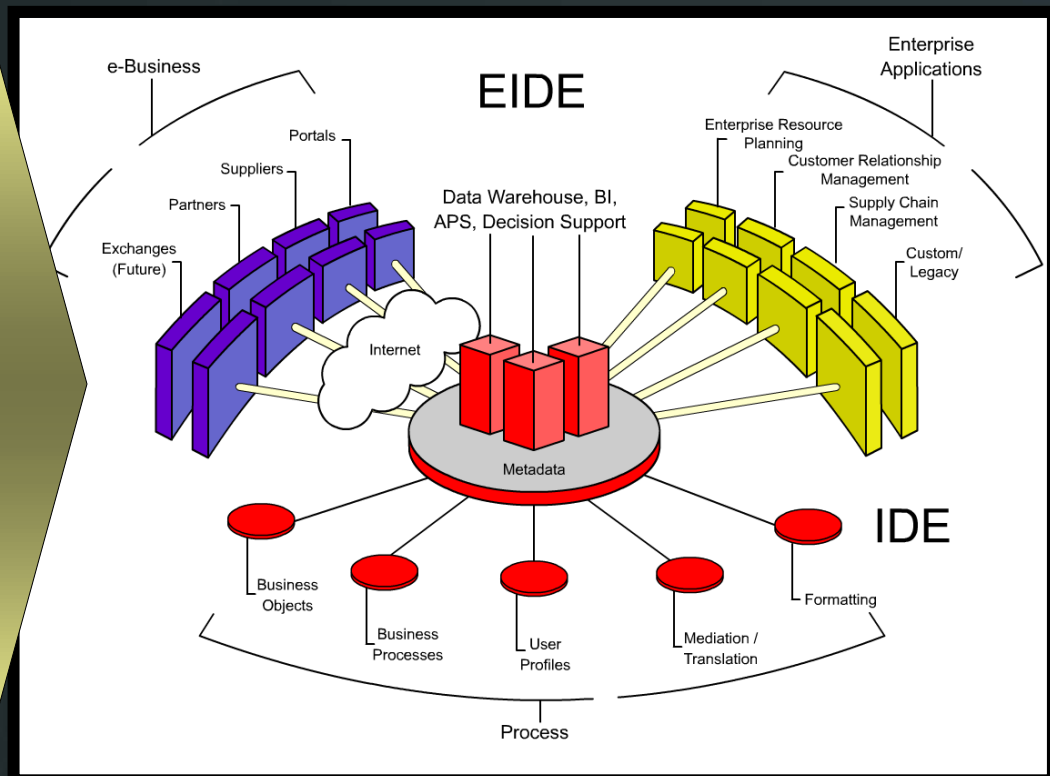 e-Business
EIDE
Enterprise
Applications
Portals
Suppliers
Partners
Exchanges
(Future)
Data Warehouse, BI,
APS, Decision Support
Enterprise Resource
Planning
Customer Relationship
Management
Supply Chain
Management
Custom/
Legacy
Internet
Metadata
IDE
Business
Objects
Business
Processes
User
Profiles
Mediation /
Translation
Formatting
Process